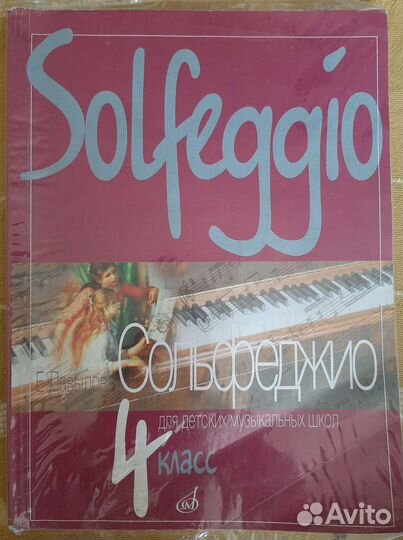 Solfeggio
Е. Давыдова
Сольфеджио
для детских музыкальных школ
4
класс
Avito